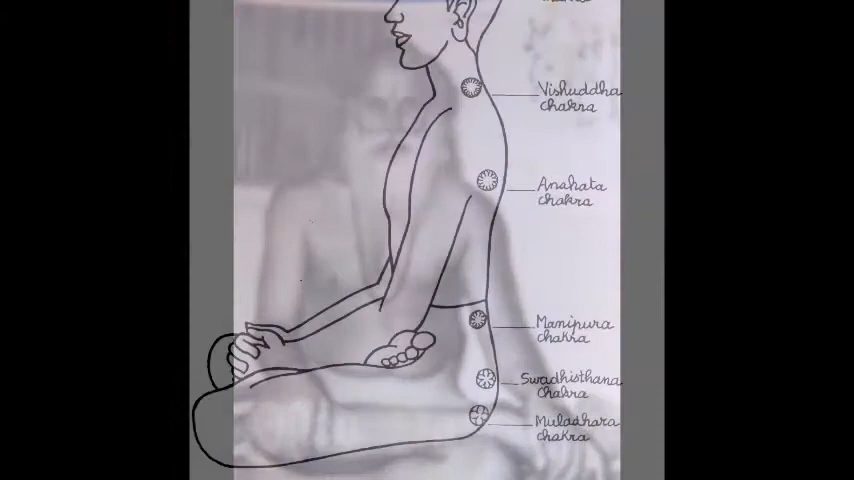 Vishuddha
chakra
Anahata
chakra
Manipura
chakra
Swadhisthana
chakra
Muladhara
chakra